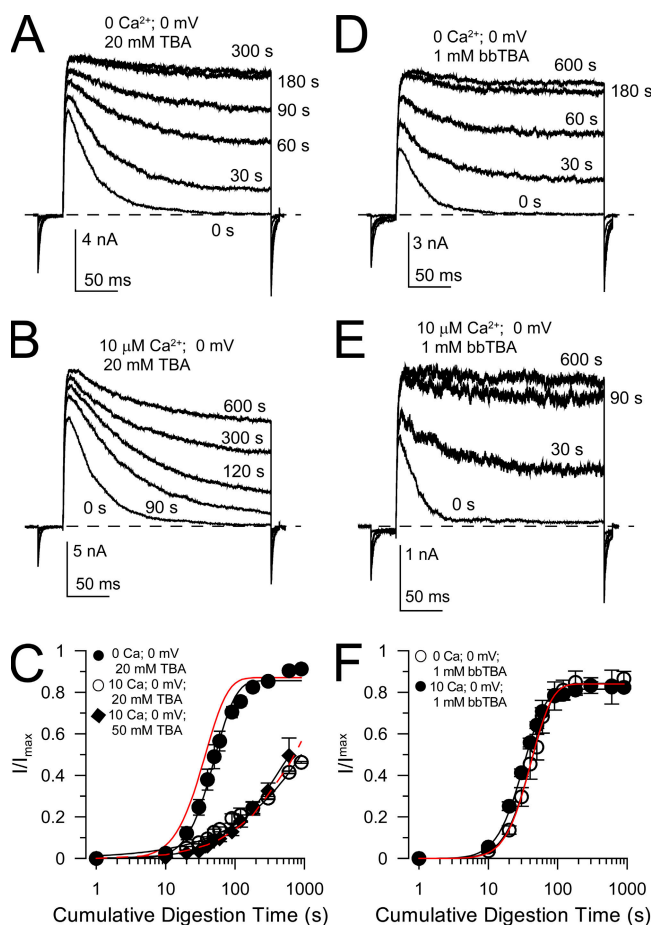 A
0 Ca²⁺; 0 mV
20 mM TBA
300 s
180 s
90 s
60 s
30 s
0 s
4 nA
50 ms
D
0 Ca²⁺; 0 mV
1 mM bbTBA
600 s
180 s
60 s
30 s
0 s
3 nA
50 ms
B
10 µM Ca²⁺; 0 mV
20 mM TBA
600 s
300 s
120 s
0 s
90 s
5 nA
50 ms
E
10 µM Ca²⁺; 0 mV
1 mM bbTBA
600 s
90 s
30 s
0 s
1 nA
50 ms
C
0 Ca; 0 mV
20 mM TBA
10 Ca; 0 mV;
20 mM TBA
10 Ca; 0 mV;
50 mM TBA
I/Imax
1
0.8
0.6
0.4
0.2
0
1
10
100
1000
Cumulative Digestion Time (s)
F
0 Ca; 0 mV;
1 mM bbTBA
10 Ca; 0 mV;
1 mM bbTBA
I/Imax
1
0.8
0.6
0.4
0.2
0
1
10
100
1000
Cumulative Digestion Time (s)